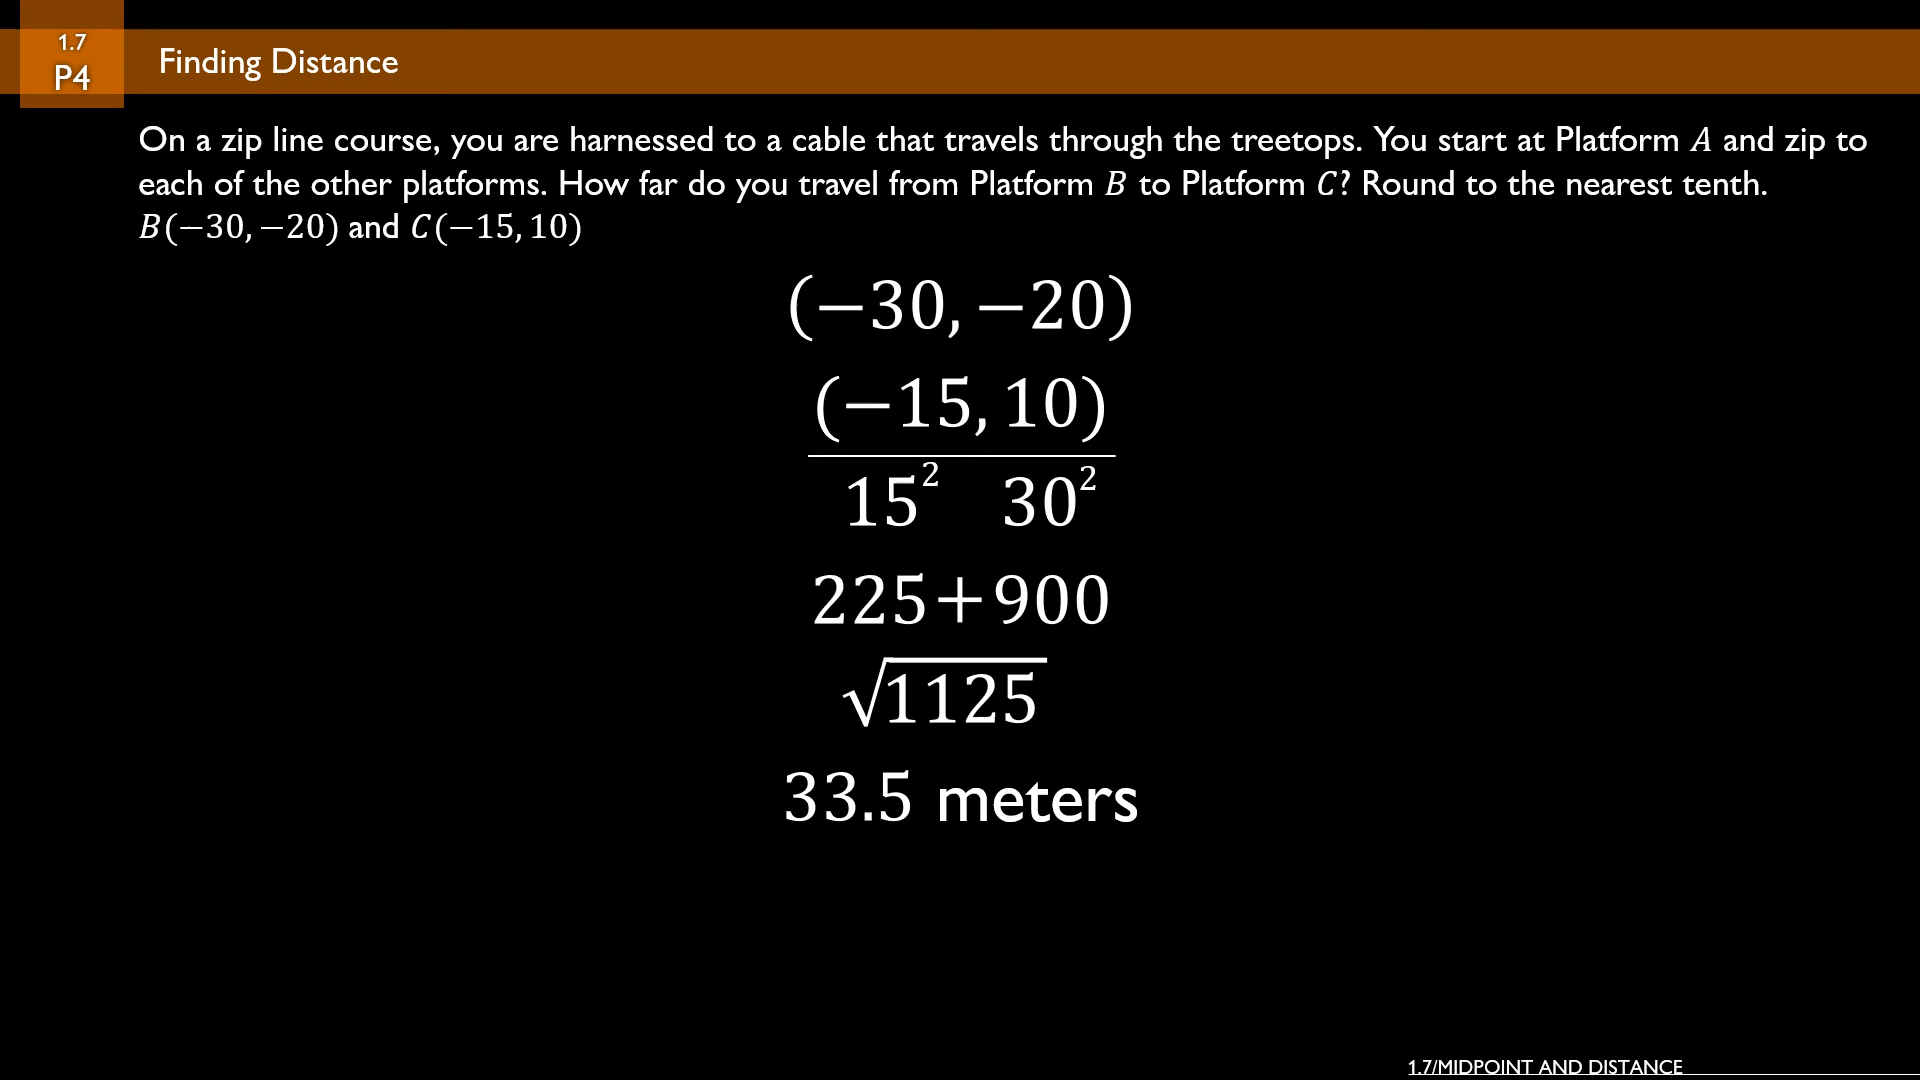 1.7
P4
Finding Distance
On a zip line course, you are harnessed to a cable that travels through the treetops. You start at Platform A and zip to
each of the other platforms. How far do you travel from Platform B to Platform C? Round to the nearest tenth.
B(−30, −20) and C(−15, 10)
(−30, −20)
(−15, 10)
15² 30²
225+900
√1125
33.5 meters
1.7/MIDPOINT AND DISTANCE